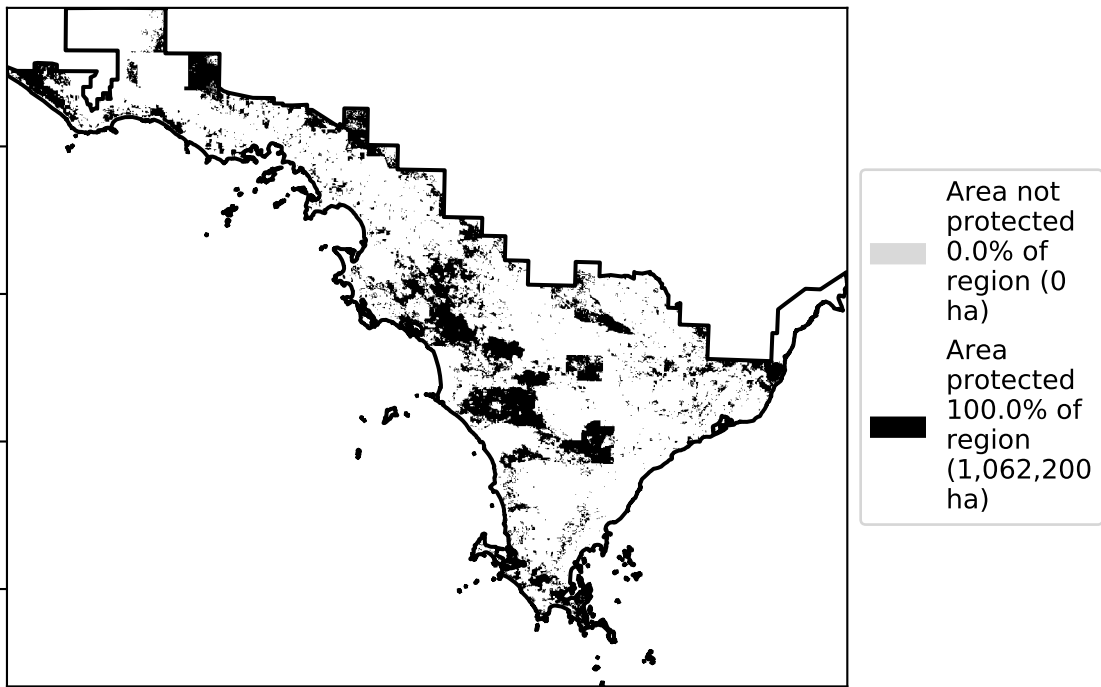 Area not
protected
0.0% of
region (0
ha)
Area
protected
100.0% of
region
(1,062,200
ha)